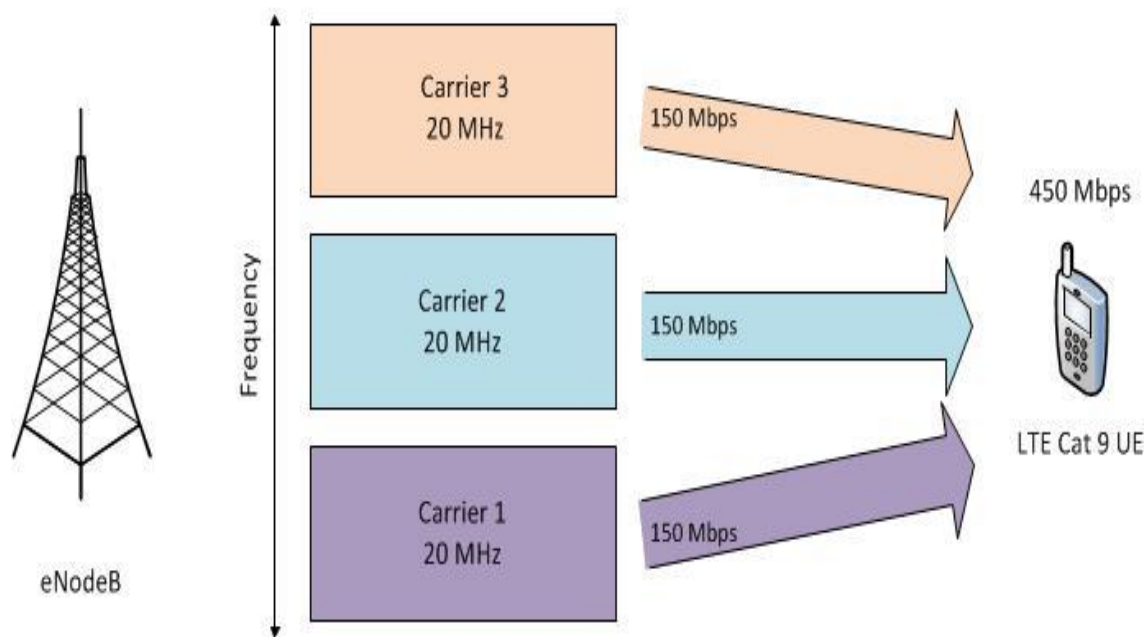 Carrier 3
20 MHz
150 Mbps
450 Mbps
Frequency
Carrier 2
20 MHz
150 Mbps
LTE Cat 9 UE
Carrier 1
20 MHz
150 Mbps
eNodeB